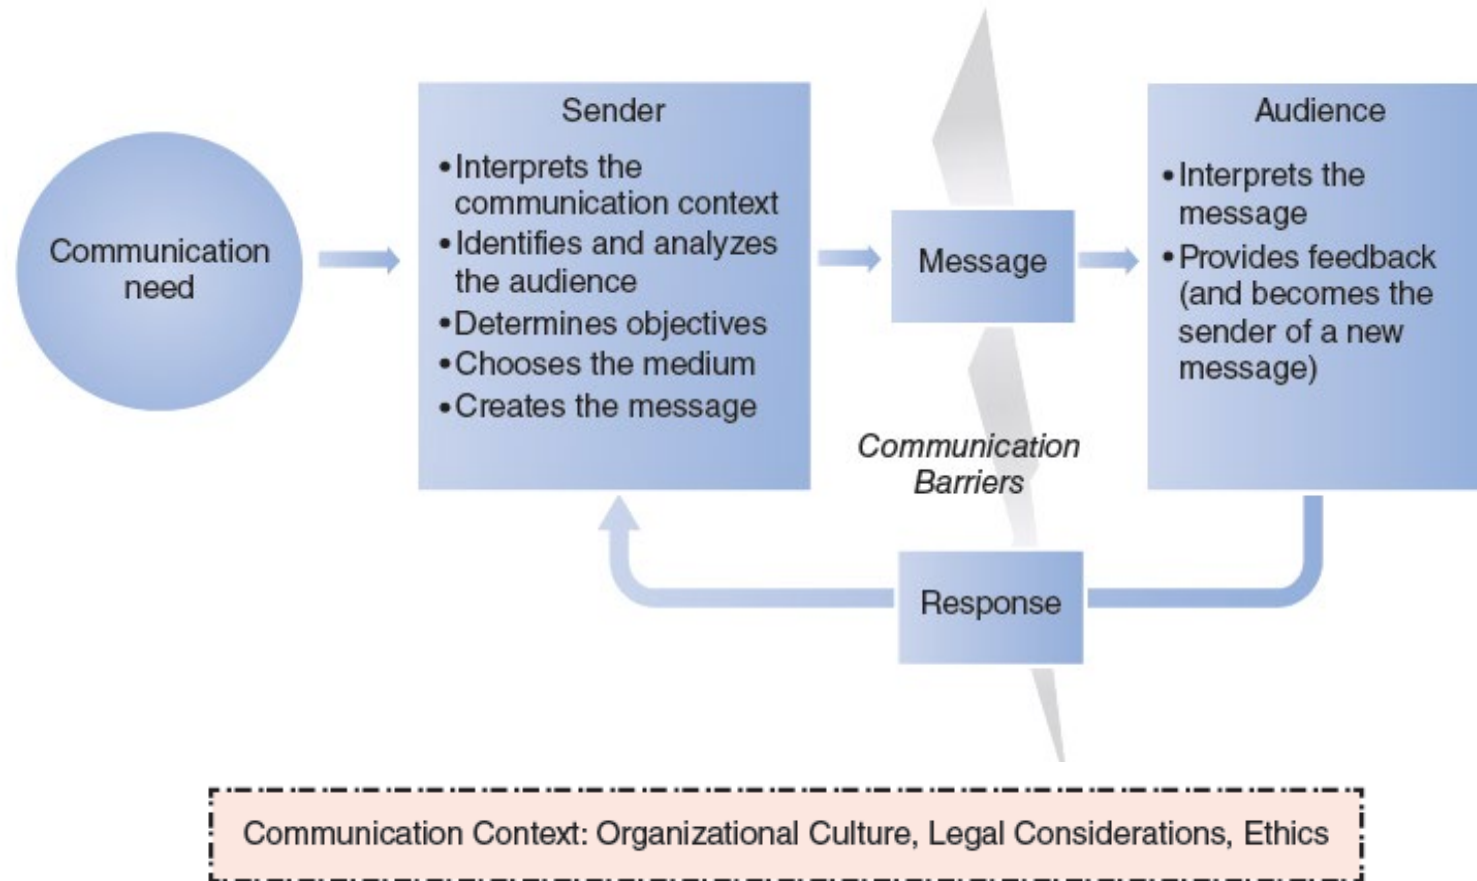 Communication
need
Sender
•Interprets the
communication context
•Identifies and analyzes
the audience
•Determines objectives
•Chooses the medium
•Creates the message
Message
Audience
•Interprets the
message
•Provides feedback
(and becomes the
sender of a new
message)
Communication
Barriers
Response
Communication Context: Organizational Culture, Legal Considerations, Ethics